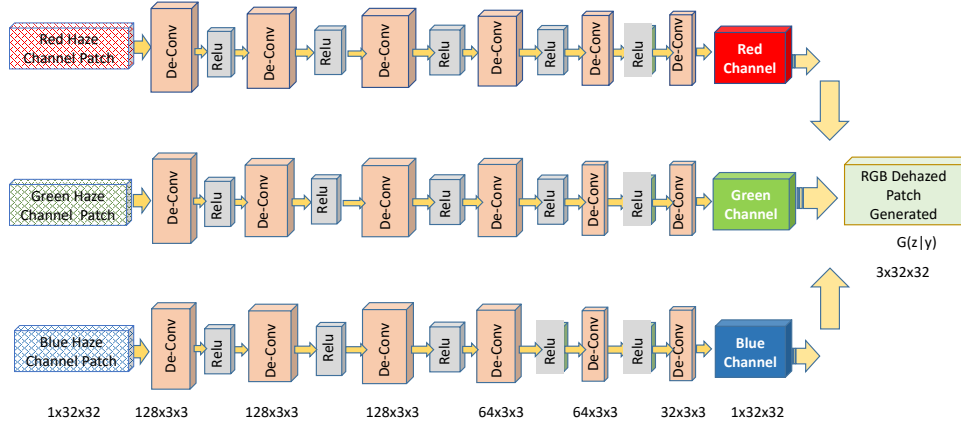 Red Haze
Channel Patch
De-Conv
Relu
De-Conv
Relu
De-Conv
Relu
De-Conv
Relu
De-Conv
Relu
De-Conv
Red
Channel
Green Haze
Channel Patch
De-Conv
Relu
De-Conv
Relu
De-Conv
Relu
De-Conv
Relu
De-Conv
Relu
De-Conv
Green
Channel
RGB Dehazed
Patch
Generated
G(z|y)
3x32x32
Blue Haze
Channel Patch
De-Conv
Relu
De-Conv
Relu
De-Conv
Relu
De-Conv
Relu
De-Conv
Relu
De-Conv
Blue
Channel
1x32x32 128x3x3 128x3x3 128x3x3 64x3x3 64x3x3 32x3x3 1x32x32